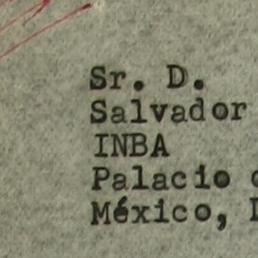 Sr. D.
Salvador
INBA
Palacio
México,